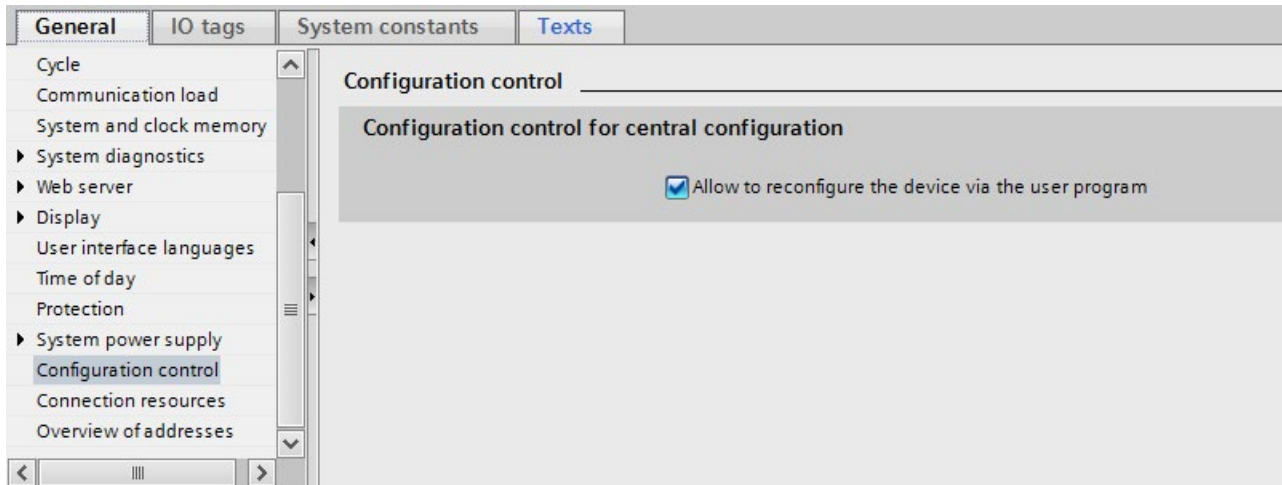 General IO tags System constants Texts
Cycle
Communication load
System and clock memory
System diagnostics
Web server
Display
User interface languages
Time of day
Protection
System power supply
Configuration control
Connection resources
Overview of addresses
Configuration control
Configuration control for central configuration
Allow to reconfigure the device via the user program